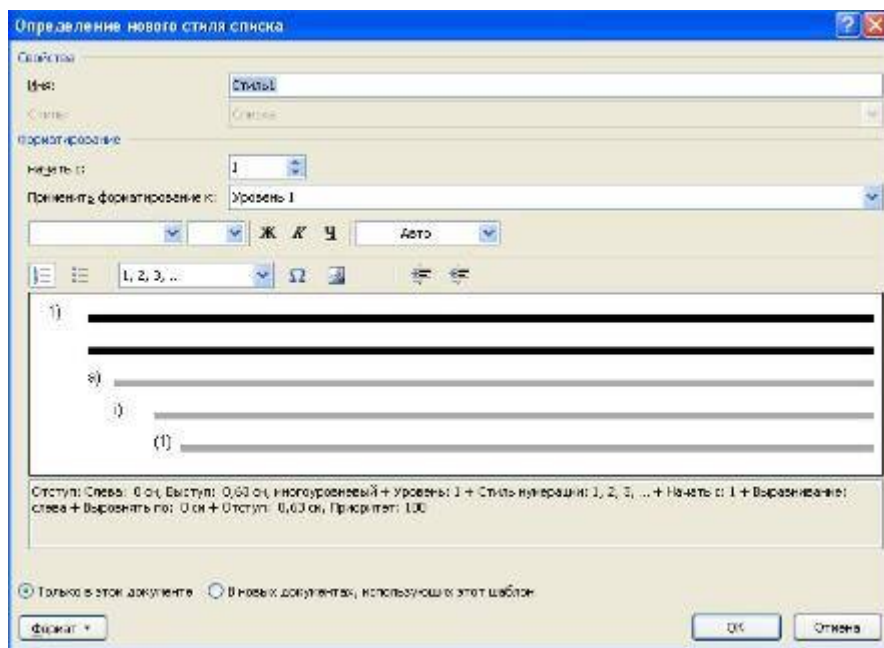 Определение нового стиля списка
Свойства
Имя: Стиль1
Стиль: Списка
Форматирование
Начать с: 1
Применить форматирование к: Уровень 1
Ж К Ч Авто
1, 2, 3, ... Ω
1)
a)
i)
(1)
Отступ: Слева: 0 см, Выступ: 0,63 см, многоуровневый + Уровень: 1 + Стиль нумерации: 1, 2, 3, ... + Начать с: 1 + Выравнивание:
слева + Выровнять по: 0 см + Отступ: 0,63 см, Приоритет: 100
Только в этом документе В новых документах, использующих этот шаблон
Формат OK Отмена